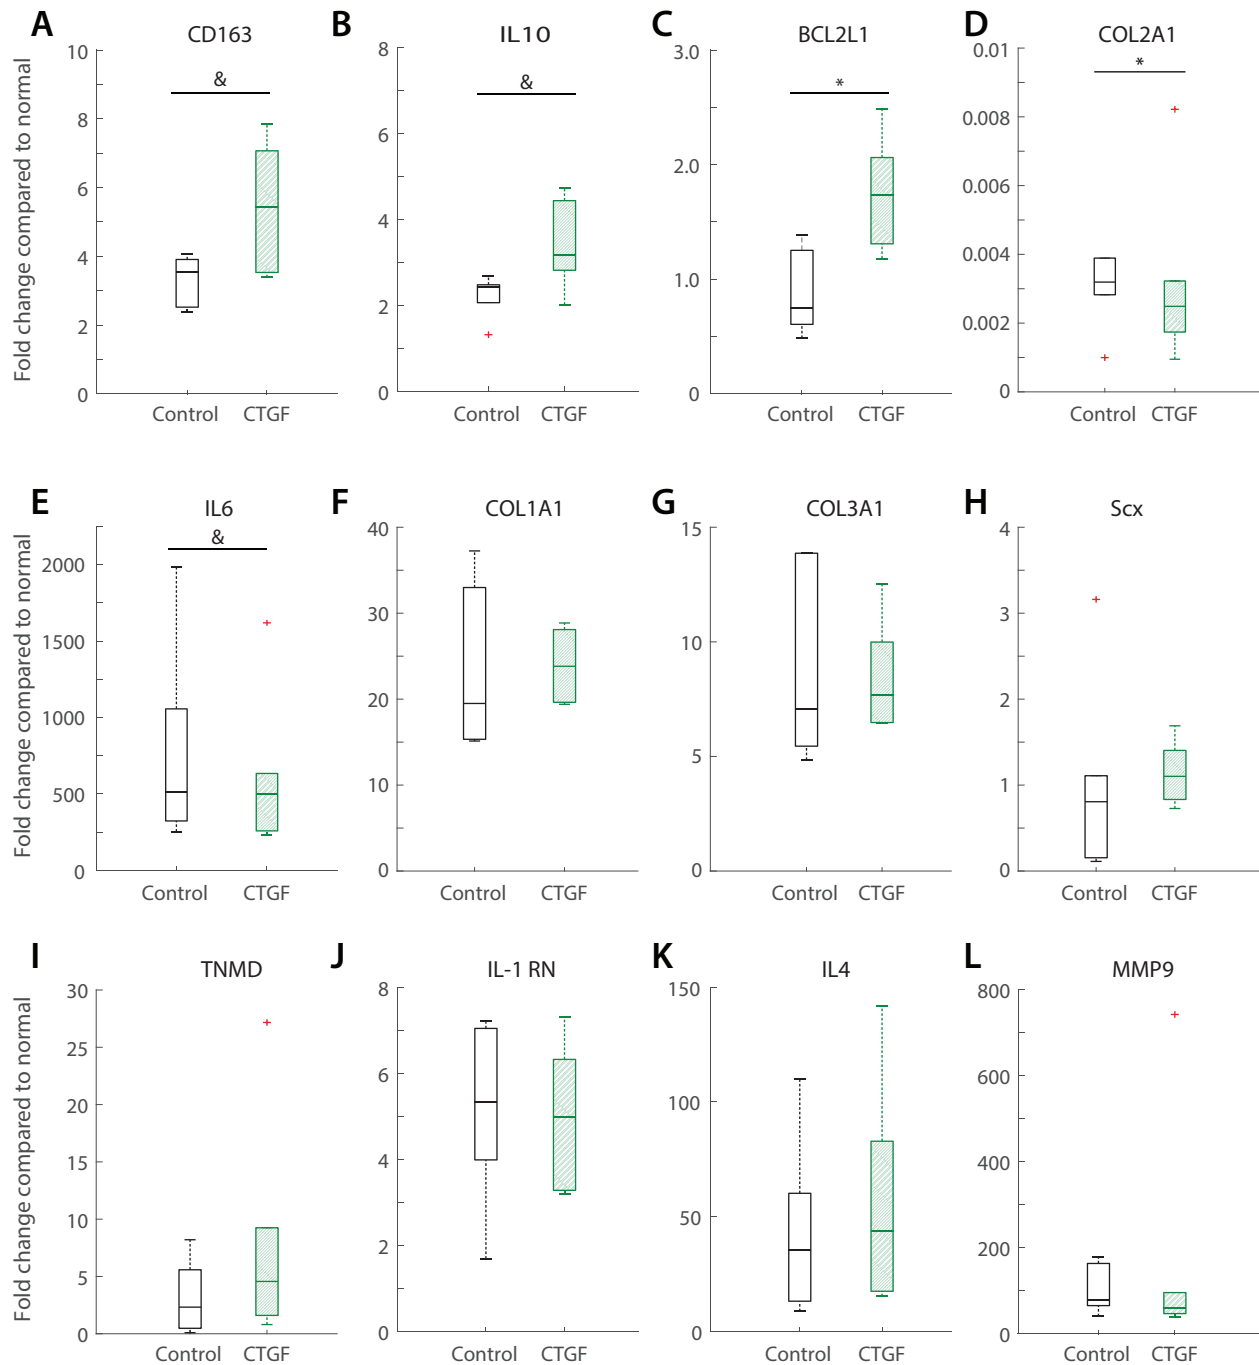 A CD163
B IL10
C BCL2L1
D COL2A1
Fold change compared to normal
10
8
6
4
2
0
&
Control CTGF
8
6
4
2
0
&
Control CTGF
3.0
2.0
1.0
0
*
Control CTGF
0.01
0.008
0.006
0.004
0.002
0
*
Control CTGF
E IL6
F COL1A1
G COL3A1
H Scx
Fold change compared to normal
2000
1500
1000
500
0
&
Control CTGF
40
30
20
10
0
Control CTGF
15
10
5
0
Control CTGF
4
3
2
1
0
Control CTGF
I TNMD
J IL-1 RN
K IL4
L MMP9
Fold change compared to normal
30
25
20
15
10
5
0
Control CTGF
8
6
4
2
0
Control CTGF
150
100
50
0
Control CTGF
800
600
400
200
0
Control CTGF